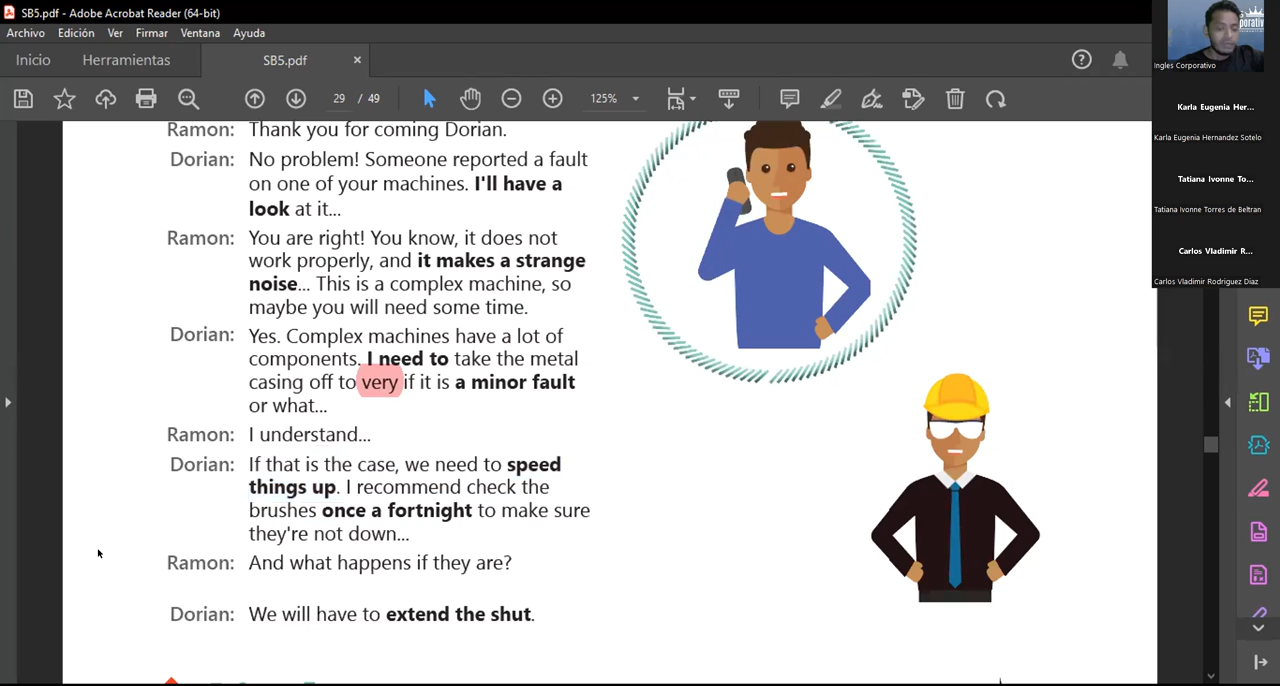 SB5.pdf - Adobe Acrobat Reader (64-bit)
Archivo Edición Ver Firmar Ventana Ayuda
Inicio Herramientas SB5.pdf ×
29 / 49 125%
Ramon: Thank you for coming Dorian.
Dorian: No problem! Someone reported a fault
on one of your machines. I'll have a
look at it...
Ramon: You are right! You know, it does not
work properly, and it makes a strange
noise... This is a complex machine, so
maybe you will need some time.
Dorian: Yes. Complex machines have a lot of
components. I need to take the metal
casing off to very if it is a minor fault
or what...
Ramon: I understand...
Dorian: If that is the case, we need to speed
things up. I recommend check the
brushes once a fortnight to make sure
they're not down...
Ramon: And what happens if they are?
Dorian: We will have to extend the shut.
Ingles Corporativo
Karla Eugenia Her...
Karla Eugenia Hernandez Sotelo
Tatiana Ivonne To...
Tatiana Ivonne Torres de Beltran
Carlos Vladimir R...
Carlos Vladimir Rodriguez Diaz